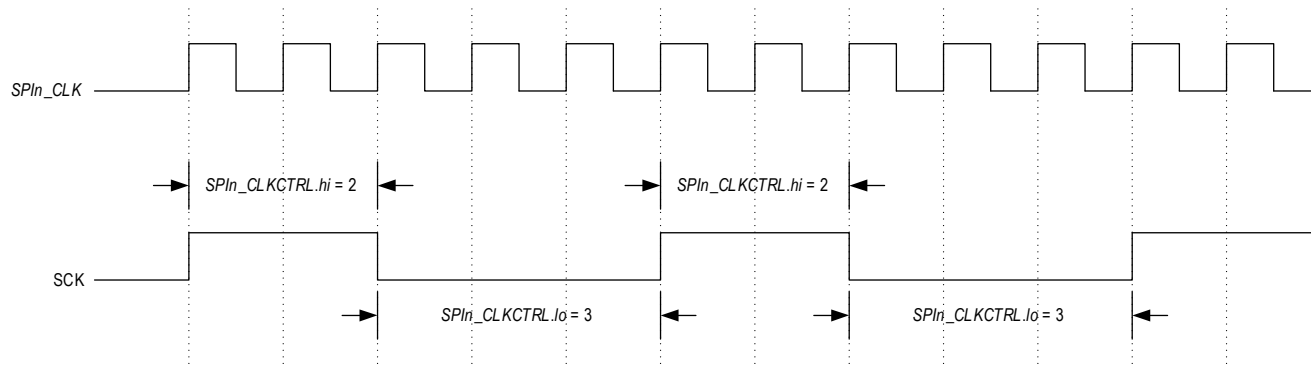 SPIn_CLK
SPIn_CLKCTRL.hi = 2
SPIn_CLKCTRL.hi = 2
SCK
SPIn_CLKCTRL.lo = 3
SPIn_CLKCTRL.lo = 3